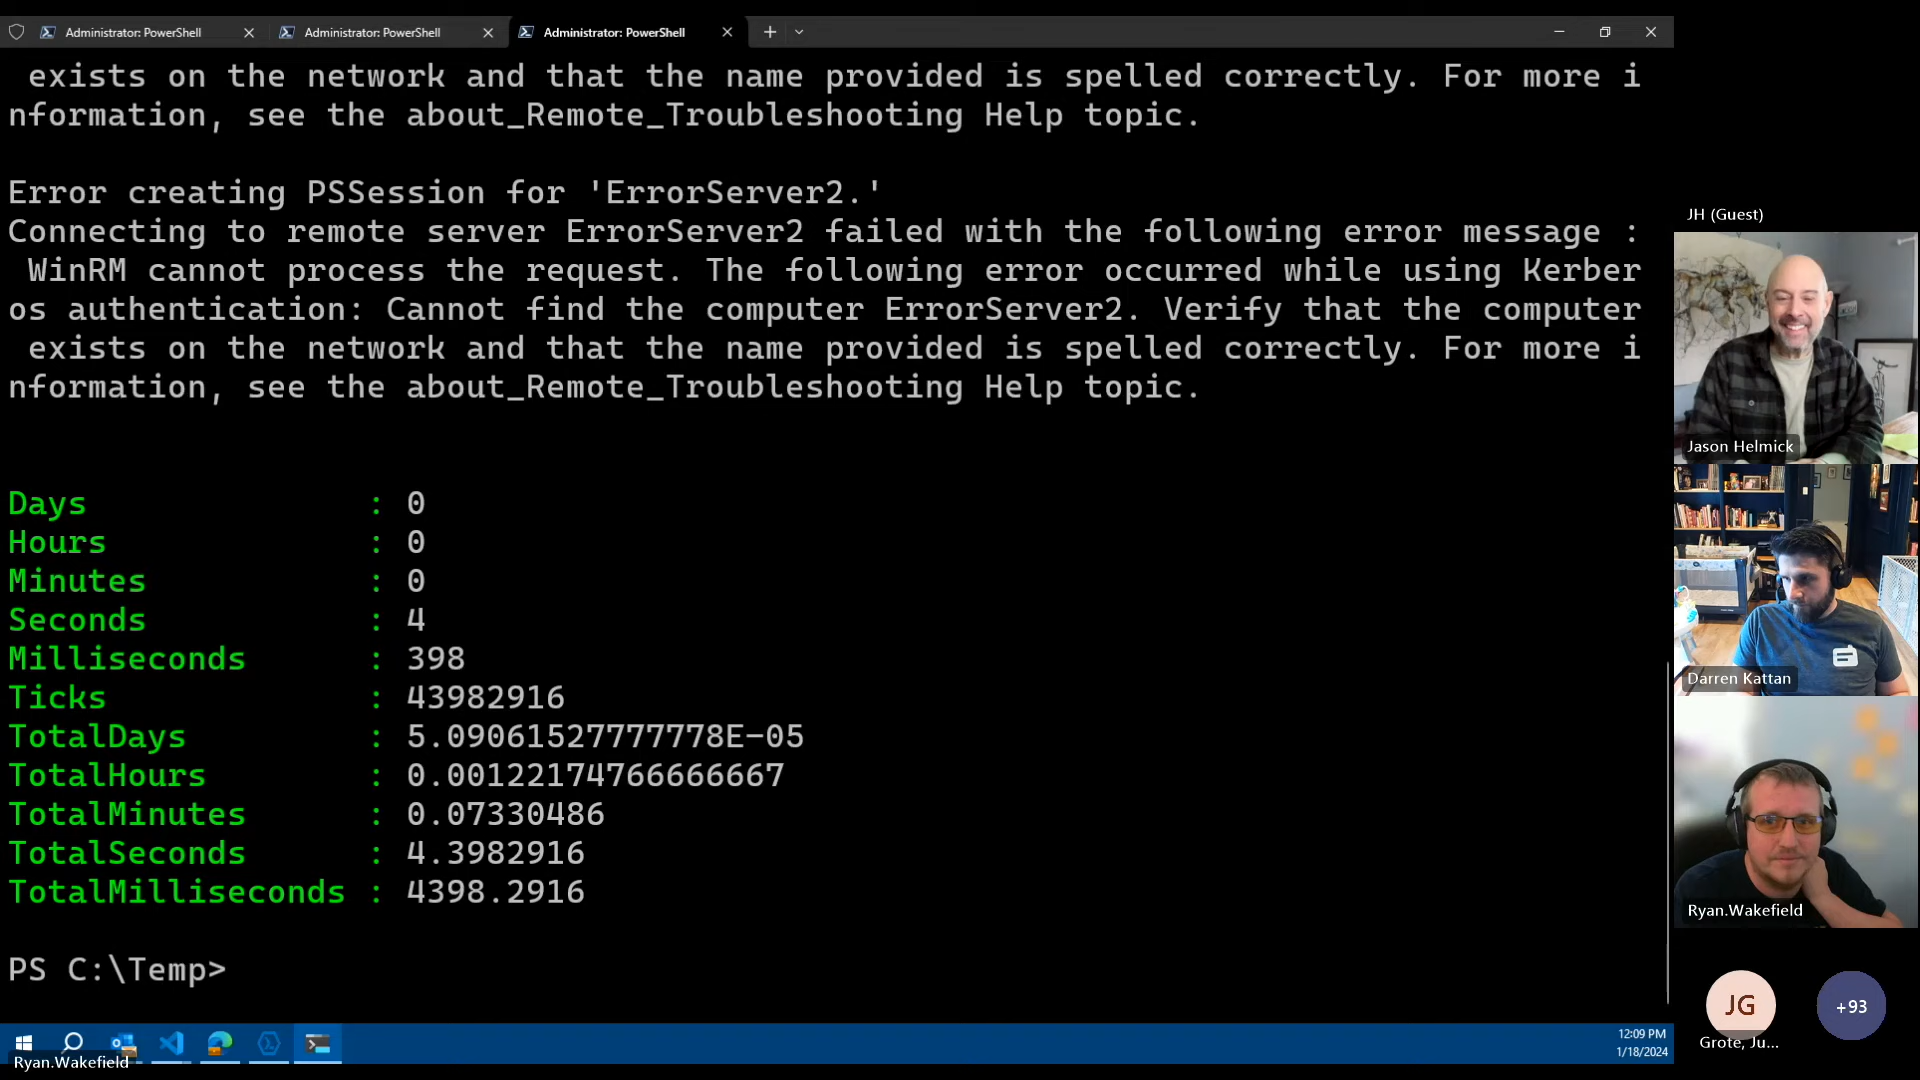 Administrator: PowerShell
Administrator: PowerShell
Administrator: PowerShell
exists on the network and that the name provided is spelled correctly. For more i
nformation, see the about_Remote_Troubleshooting Help topic.
Error creating PSSession for 'ErrorServer2.'
Connecting to remote server ErrorServer2 failed with the following error message :
WinRM cannot process the request. The following error occurred while using Kerber
os authentication: Cannot find the computer ErrorServer2. Verify that the computer
exists on the network and that the name provided is spelled correctly. For more i
nformation, see the about_Remote_Troubleshooting Help topic.
Days : 0
Hours : 0
Minutes : 0
Seconds : 4
Milliseconds : 398
Ticks : 43982916
TotalDays : 5.09061527777778E-05
TotalHours : 0.00122174766666667
TotalMinutes : 0.07330486
TotalSeconds : 4.3982916
TotalMilliseconds : 4398.2916
PS C:\Temp>
12:09 PM
1/18/2024
Ryan.Wakefield
JH (Guest)
Jason Helmick
Darren Kattan
Ryan.Wakefield
JG
+93
Grote, Ju...